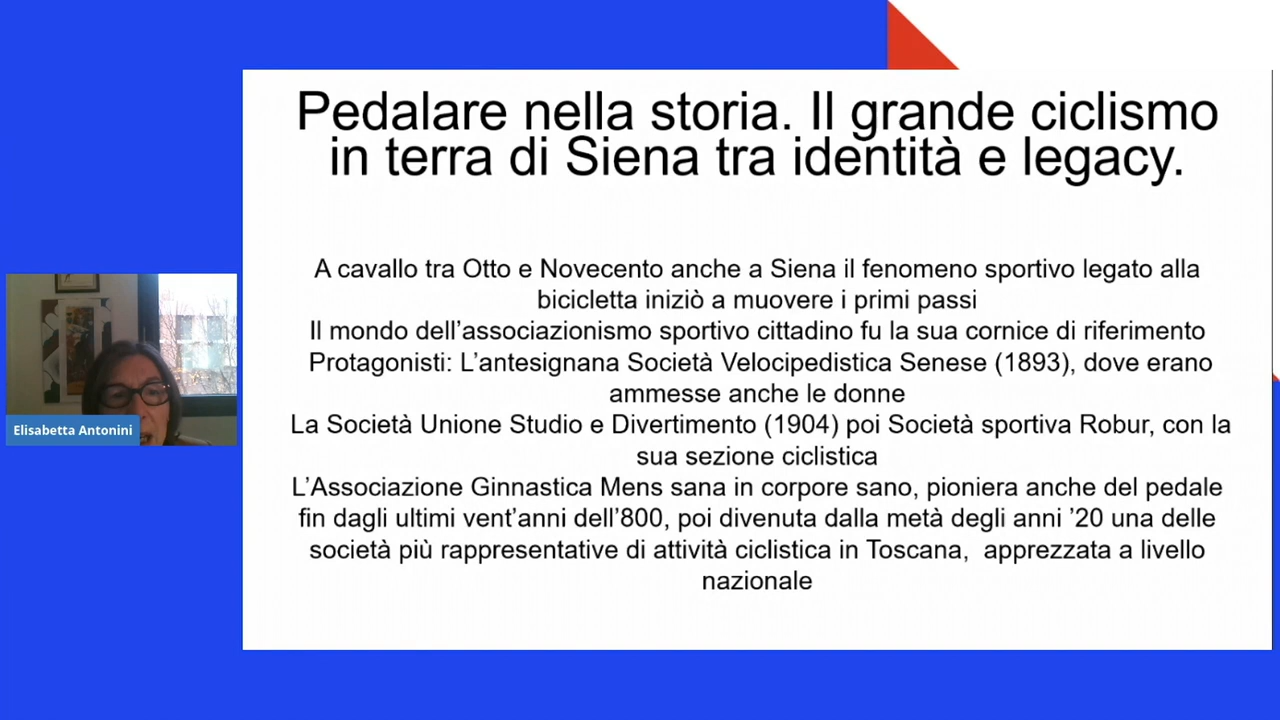 Pedalare nella storia. Il grande ciclismo
in terra di Siena tra identità e legacy.
A cavallo tra Otto e Novecento anche a Siena il fenomeno sportivo legato alla
bicicletta iniziò a muovere i primi passi
Il mondo dell’associazionismo sportivo cittadino fu la sua cornice di riferimento
Protagonisti: L’antesignana Società Velocipedistica Senese (1893), dove erano
ammesse anche le donne
La Società Unione Studio e Divertimento (1904) poi Società sportiva Robur, con la
sua sezione ciclistica
L’Associazione Ginnastica Mens sana in corpore sano, pioniera anche del pedale
fin dagli ultimi vent’anni dell’800, poi divenuta dalla metà degli anni ’20 una delle
società più rappresentative di attività ciclistica in Toscana,  apprezzata a livello
nazionale
Elisabetta Antonini